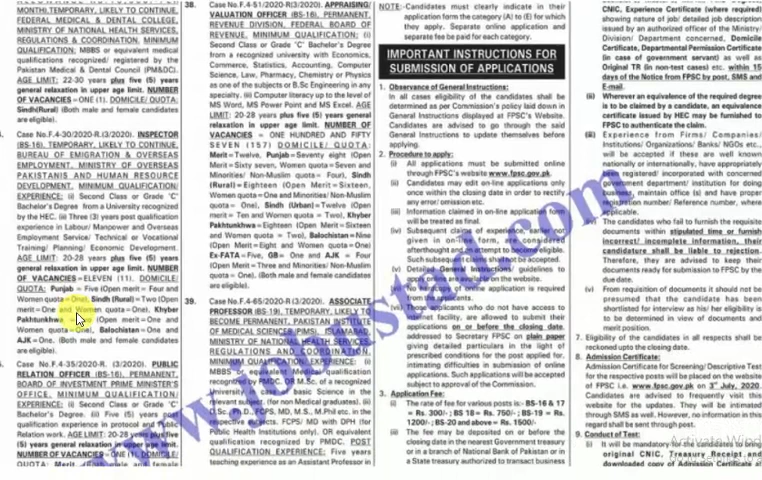 MONTH,TEMPORARY, LIKELY TO CONTINUE,
FEDERAL MEDICAL & DENTAL COLLEGE,
MINISTRY OF NATIONAL HEALTH SERVICES,
REGULATIONS & COORDINATION, MINIMUM
QUALIFICATION: MBBS or equivalent medical
qualifications recognized/ registered by the
Pakistan Medical & Dental Council (PM&DC).
AGE LIMIT: 22-30 years plus five (5) years
general relaxation in upper age limit. NUMBER
OF VACANCIES =ONE (1). DOMICILE/ QUOTA:
Sindh(Rural) =(Both male and female candidates
are eligible).
Case No.F.4-30/2020-R.(3/2020). INSPECTOR
(BS-16), TEMPORARY, LIKELY TO CONTINUE,
BUREAU OF EMIGRATION & OVERSEAS
EMPLOYMENT, MINISTRY OF OVERSEAS
PAKISTANIS AND HUMAN RESOURCE
DEVELOPMENT, MINIMUM QUALIFICATION/
EXPERIENCE: (i) Second Class or Grade 'C'
Bachelor's Degree from a University recognized
by the HEC. (ii) Three (3) years post qualification
experience in Labour/ Manpower and Overseas
Employment Service/ Technical or Vocational
Training/ Planning/ Economic Development.
AGE LIMIT: 20-28 years plus five (5) years
general relaxation in upper age limit. NUMBER
OF VACANCIES =ELEVEN (11). DOMICILE/
QUOTA: Punjab = Five (Open merit = Four and
Women quota=One), Sindh (Rural) =Two (Open
merit=One and Women quota=One), Khyber
Pakhtunkhwa
and Women quota=One), Balochistan=One and
AJK =One. (Both male and female candidates
are eligible).
Case No.F.4-35/2020-R. (3/2020). PUBLIC
RELATION OFFICER (BS-16), PERMANENT,
BOARD OF INVESTMENT PRIME MINISTER'S
OFFICE, MINIMUM QUALIFICATION/
EXPERIENCE: (i) Second Class or Grade 'C'
Bachelor's Degree. (ii) Five (5) years post
qualification experience in protocol and Public
Relation work. AGE LIMIT: 20-28 years plus five
(5) years general relaxation in upper age limit.
NUMBER OF VACANCIES =ONE (1). DOMICILE/
QUOTA: Merit
38. Case No.F.4-51/2020-R(3/2020). APPRAISING/
VALUATION OFFICER (BS-16), PERMANENT,
REVENUE DIVISION, FEDERAL BOARD OF
REVENUE, MINIMUM QUALIFICATION: (i)
Second Class or Grade 'C' Bachelor's Degree
from a recognized university with Economics,
Commerce, Statistics, Accounting, Computer
Science, Law, Pharmacy, Chemistry or Physics
as one of the subjects or B.Sc Engineering in any
specialty. (ii) Computer literacy up to the level of
MS Word, MS Power Point and MS Excel. AGE
LIMIT: 20-28 years plus five (5) years general
relaxation in upper age limit. NUMBER OF
VACANCIES = ONE HUNDRED AND FIFTY
SEVEN (157) DOMICILE/ QUOTA:
Merit=Twelve, Punjab=Seventy eight (Open
Merit=Sixty seven, Women quota=Seven and
Minorities/ Non-Muslim quota= Four), Sindh
(Rural)=Eighteen (Open Merit=Sixteen,
Women quota=One and Minorities/Non-Muslim
quota= One), Sindh (Urban)=Twelve (Open
merit= Ten and Women quota= Two), Khyber
Pakhtunkhwa=Eighteen (Open Merit=Sixteen
and Women quota=Two), Balochistan=Nine
(Open Merit=Eight and Women quota=One)
Ex-FATA=Five, GB=One and AJK = Four
(Open Merit=Three and Minorities/ Non-Muslim
quota= One). (Both male and female candidates
are eligible).
39. Case No.F.4-65/2020-R (3/2020). ASSOCIATE
PROFESSOR (BS-19), TEMPORARY, LIKELY TO
BECOME PERMANENT, PAKISTAN INSTITUTE
OF MEDICAL SCIENCES (PIMS), ISLAMABAD,
MINISTRY OF NATIONAL HEALTH SERVICES,
REGULATIONS AND COORDINATION
QUALIFICATION/ EXPERIENCE: (i)
MBBS
recognized
university in basic Science in the
relevant subject Medical graduates). (ii)
D.Sc./ Ph.D., FCPS, MD, M.S., M.Phil etc. in the
respective subjects. FCPS/ MD with DPH (for
Public Health Institutions only). OR equivalent
qualification recognized by PMDC. POST
QUALIFICATION EXPERIENCE: Five years
teaching experience as an Assistant Professor in
NOTE:- Candidates must clearly indicate in their
application form the category (A) to (E) for which
they apply. Separate online application and
separate fee be paid for each category.
IMPORTANT INSTRUCTIONS FOR
SUBMISSION OF APPLICATIONS
1. Observance of General Instructions:
In all cases eligibility of the candidates shall be
determined as per Commission's policy laid down in
General Instructions displayed at FPSC's Website.
Candidates are advised to go through the said
General Instructions to update themselves before
applying.
2. Procedure to apply:
(i) All applications must be submitted online
through FPSC's website www.fpsc.gov.pk.
(ii) Candidates may edit on-line applications only
once within the closing date in order to rectify
any error/omission etc.
(iii) Information claimed in on-line application form
will be treated as final.
(iv) Subsequent claims of experience
given in on-line form, considered
afterthought and no attempt to change
Such subsequent
(v) Detailed guidelines/ to apply
on the website.
(vi) online application is required
(vii) applicants who do not have access to
facility, are allowed to submit their
applications on or before the closing date,
addressed to Secretary FPSC on plain paper
giving detailed particulars in the light of
prescribed conditions for the post applied for,
intimating difficulties in submission of online
applications. Such applications will be treated
subject to approval of the Commission.
3. Application Fee:
(i) The rate of fee for various posts is:- BS-16 & 17
= Rs. 300/-; BS 18= Rs. 750/- ; BS-19 = Rs.
1200/- ;BS-20 and above= Rs. 1500/-
(ii) The fee may be deposited on or before the
closing date in the nearest Government treasury
or in a branch of National Bank of Pakistan or in
a State treasury authorized to transact business
CNIC, Experience Certificate (where required)
showing nature of job/ detailed job description
issued by an authorized officer of the Ministry/
Division/ Department concerned, Domicile
Certificate, Departmental Permission Certificate
(in case of government servant) as well as
Original TR (in non-test cases) etc. within 15
days of the Notice from FPSC by post, SMS and
E-mail.
(ii) Wherever an equivalence of the required degree
is to be claimed by a candidate, an equivalence
certificate issued by HEC may be furnished to
FPSC to authenticate the claim.
(iii) Experience from Firms/ Companies/
Institutions/Organizations/ Banks/ NGOs etc.,
will be accepted if these are well known
nationally or internationally, have appropriately
registered/ incorporated with concerned
government department/ institution for doing
business, maintain office (s) and have proper
registration number/ Reference number, where
applicable.
(iv) The candidates who fail to furnish the requisite
documents within stipulated time or furnish
incorrect/ incomplete information, their
candidature shall be liable to rejection.
Therefore, they are advised to keep their
documents ready for submission to FPSC by the
due date.
(v) From requisition of documents it should not be
presumed that the candidate has been
shortlisted for interview as his/ her eligibility is
to be determined in view of documents and
merit position.
7. Eligibility of the candidates in all respects shall be
reckoned upto the closing date.
8. Admission Certificate:
Admission Certificate for Screening/ Descriptive Test
for the respective posts will be placed on the website
of FPSC i.e. www.fpsc.gov.pk on 3rd July, 2020.
Candidates are advised to frequently visit the
website for the updates. They will be intimated
through SMS as well. However, no information in this
regard shall be sent through post.
9. Conduct of Test:
(i) It will be mandatory for the candidates to bring
original CNIC, Treasury Receipt and
downloaded copy of Admission Certificate at
www.jobustad.com
Activate Wind